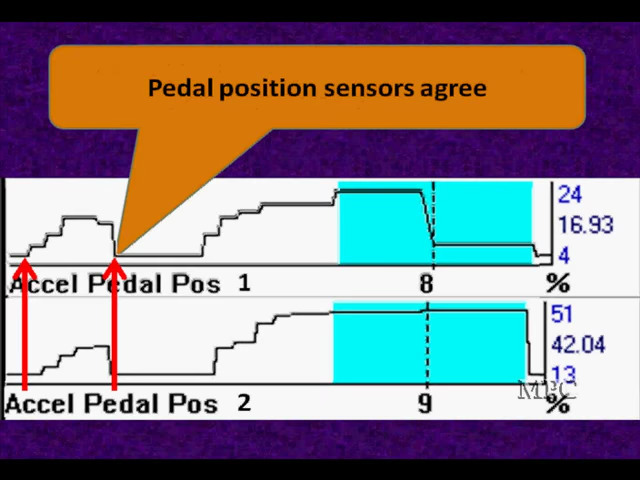 Pedal position sensors agree
24
16.93
4
Accel Pedal Pos 1 8 %
51
42.04
13
MPC
Accel Pedal Pos 2 9 %